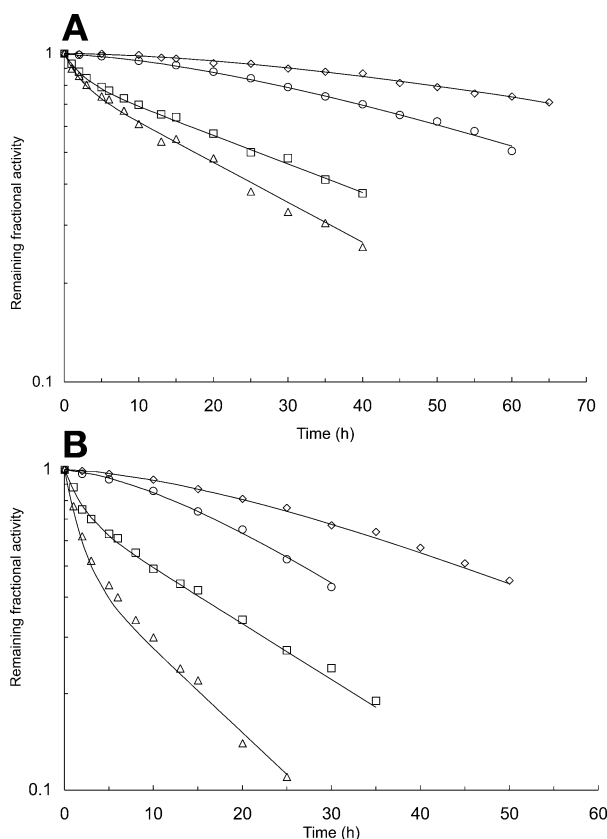 A
1
Remaining fractional activity
0.1
0 10 20 30 40 50 60 70
Time (h)
B
1
Remaining fractional activity
0.1
0 10 20 30 40 50 60
Time (h)